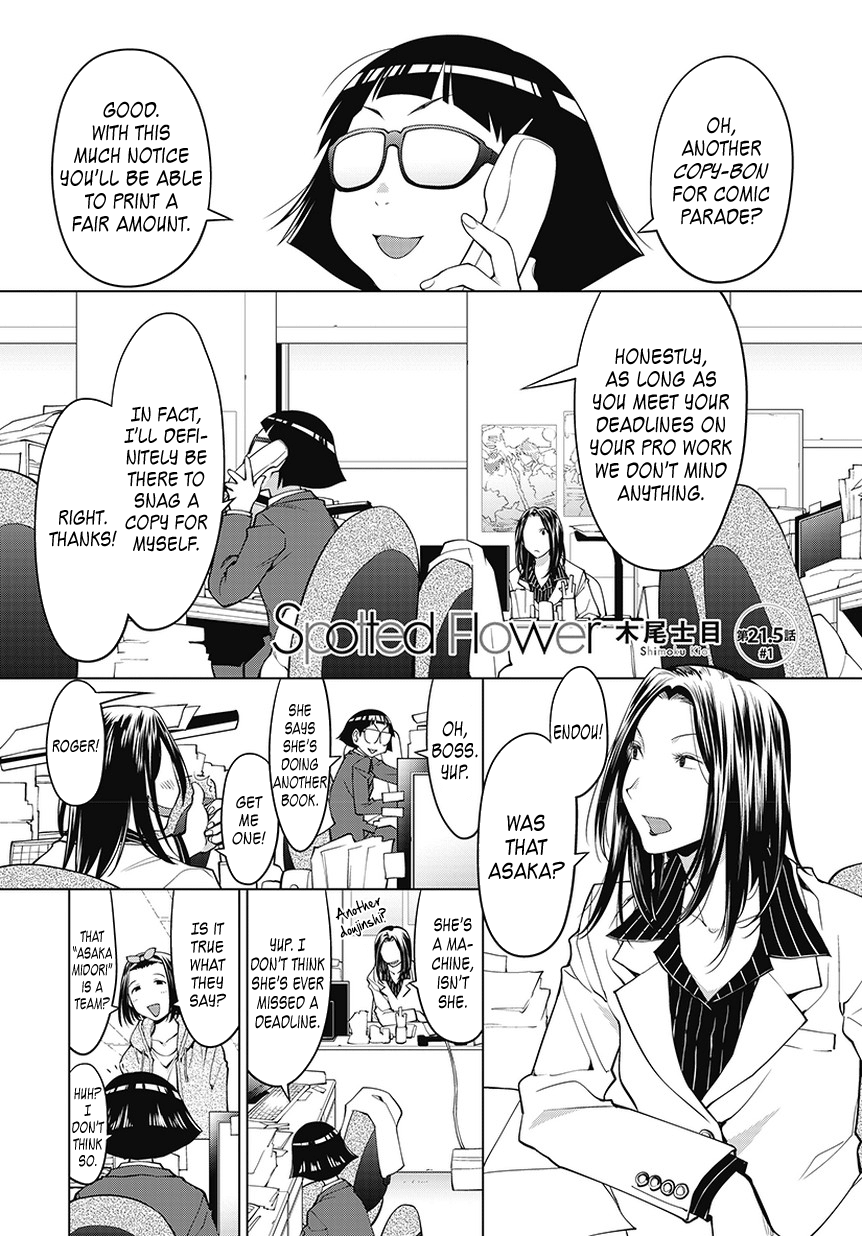 OH,
ANOTHER
COPY-BON
FOR COMIC
PARADE?
GOOD.
WITH THIS
MUCH NOTICE
YOU'LL BE ABLE
TO PRINT A
FAIR AMOUNT.
HONESTLY,
AS LONG AS
YOU MEET YOUR
DEADLINES ON
YOUR PRO WORK
WE DON'T MIND
ANYTHING.
IN FACT,
I'LL DEFI-
NITELY BE
THERE TO
SNAG A
COPY FOR
MYSELF.
RIGHT.
THANKS!
Spotted Flower
木尾士目
Shimoku Kio
第21.5話
#1
ENDOU!
WAS
THAT
ASAKA?
OH,
BOSS.
YUP.
SHE
SAYS
SHE'S
DOING
ANOTHER
BOOK.
GET
ME
ONE!
ROGER!
SHE'S
A MA-
CHINE,
ISN'T
SHE.
Another
doujinshi?
YUP. I
DON'T THINK
SHE'S EVER
MISSED A
DEADLINE.
IS IT
TRUE
WHAT
THEY
SAY?
THAT
"ASAKA
MIDORI"
IS A
TEAM?
HUH?
I
DON'T
THINK
SO.